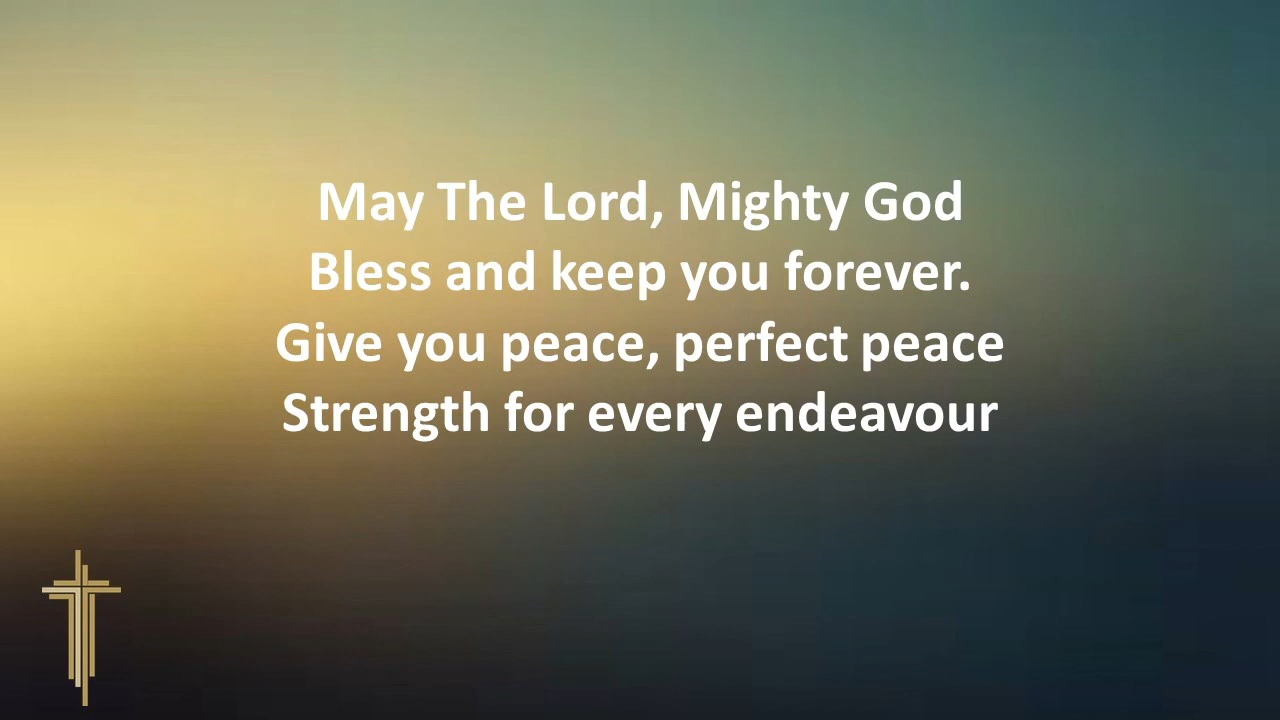 May The Lord, Mighty God
Bless and keep you forever.
Give you peace, perfect peace
Strength for every endeavour